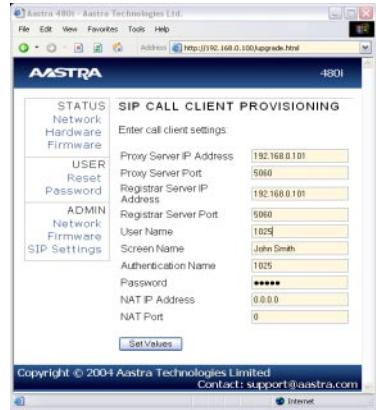 Aastra 480i - Aastra Technologies Ltd.
File Edit View Favorites Tools Help
Address http://192.168.0.100/upgrade.html
AASTRA 480I
STATUS
Network
Hardware
Firmware
USER
Reset
Password
ADMIN
Network
Firmware
SIP Settings
SIP CALL CLIENT PROVISIONING
Enter call client settings:
Proxy Server IP Address 192.168.0.101
Proxy Server Port 5060
Registrar Server IP Address 192.168.0.101
Registrar Server Port 5060
User Name 1025
Screen Name John Smith
Authentication Name 1025
Password •••••
NAT IP Address 0.0.0.0
NAT Port 0
Set Values
Copyright © 2004 Aastra Technologies Limited
Contact: support@aastra.com
Internet